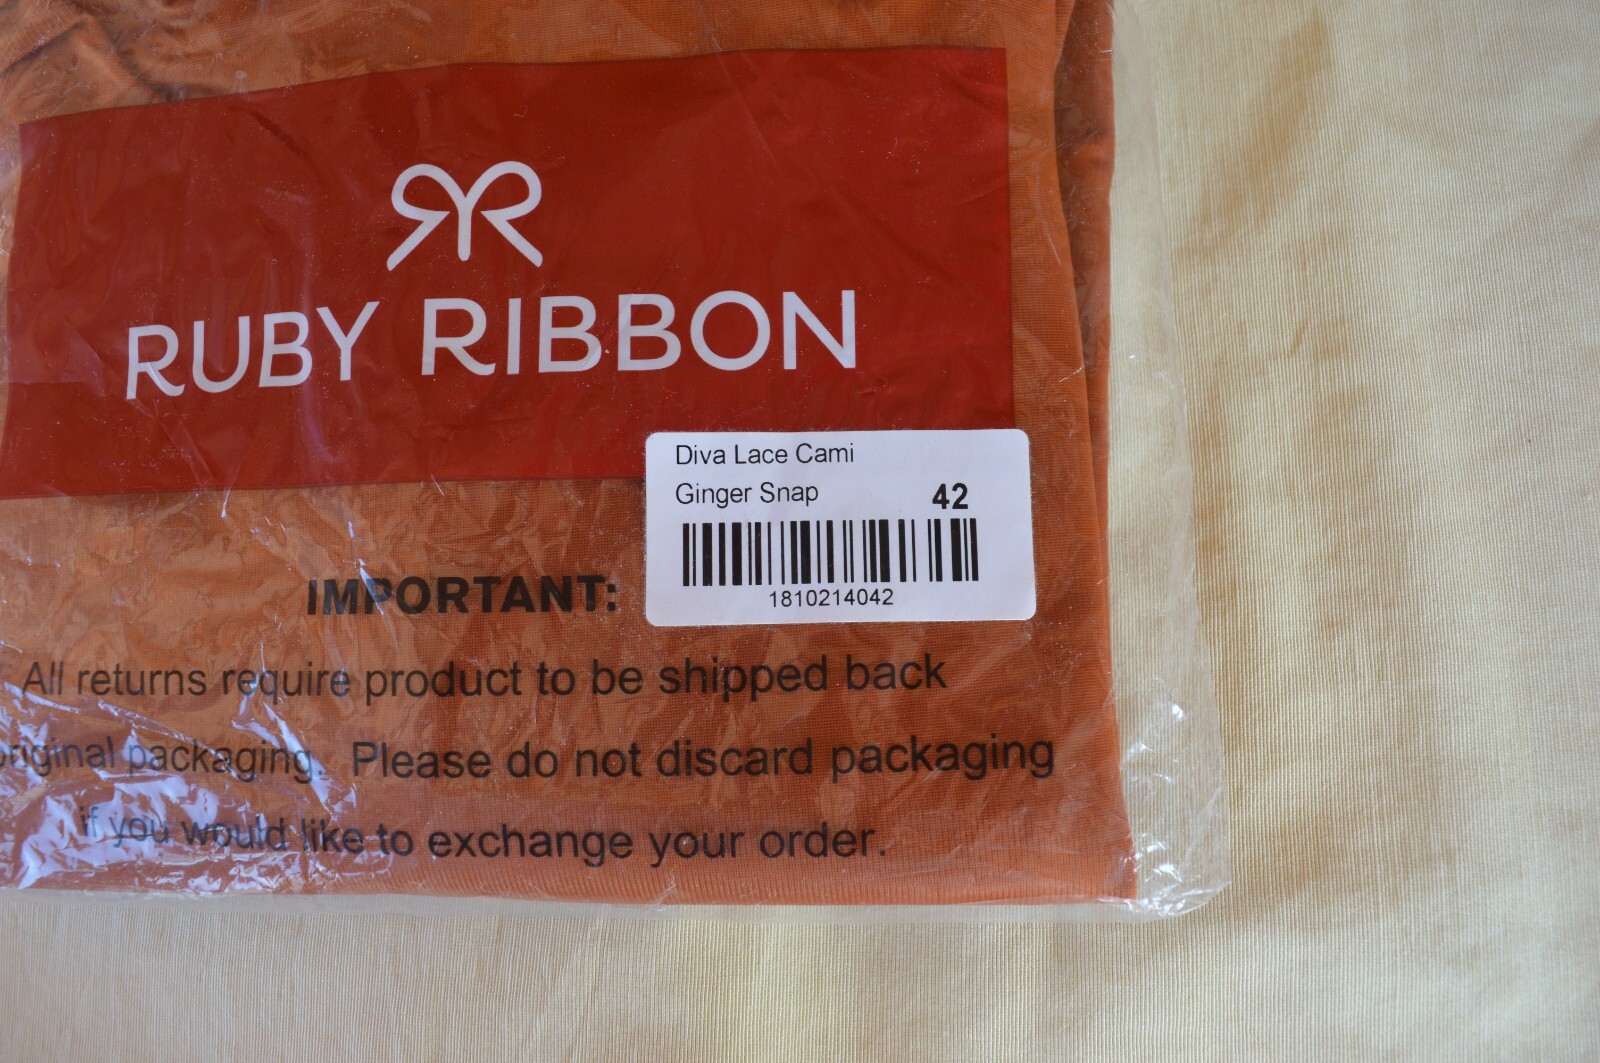 RUBY RIBBON
Diva Lace Cami
Ginger Snap 42
1810214042
IMPORTANT:
All returns require product to be shipped back
original packaging. Please do not discard packaging
if you would like to exchange your order.